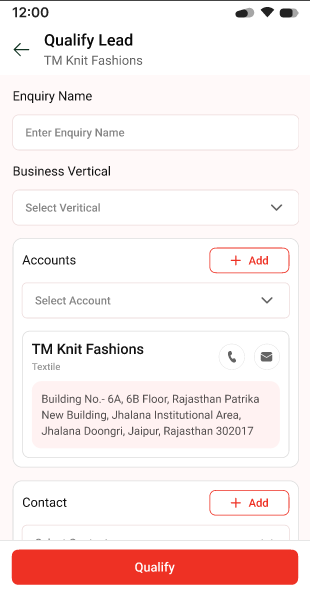 12:00
Qualify Lead
TM Knit Fashions
Enquiry Name
Enter Enquiry Name
Business Vertical
Select Veritical
Accounts
+ Add
Select Account
TM Knit Fashions
Textile
Building No.- 6A, 6B Floor, Rajasthan Patrika
New Building, Jhalana Institutional Area,
Jhalana Doongri, Jaipur, Rajasthan 302017
Contact
+ Add
Qualify